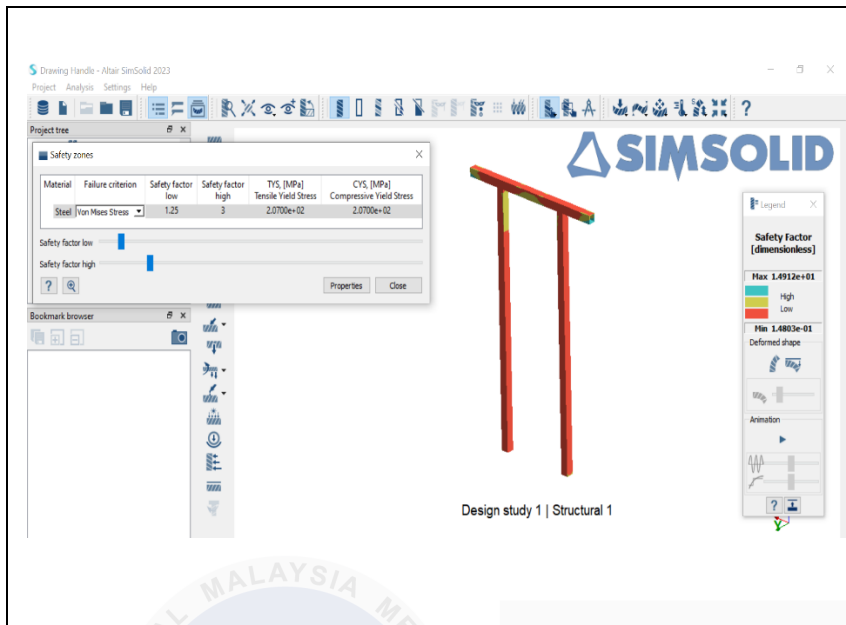 Drawing Handle - Altair SimSolid 2023
Project Analysis Settings Help
Project tree
SIMSOLID
Safety zones
Material Failure criterion Safety factor low Safety factor high TYS, [MPa] Tensile Yield Stress CYS, [MPa] Compressive Yield Stress
Steel Von Mises Stress 1.25 3 2.0700e+02 2.0700e+02
Safety factor low
Safety factor high
Properties Close
Bookmark browser
Legend
Safety Factor
[dimensionless]
Max 1.4912e+01
High
Low
Min 1.4803e-01
Deformed shape
Animation
Design study 1 | Structural 1
Y
MALAYSIA